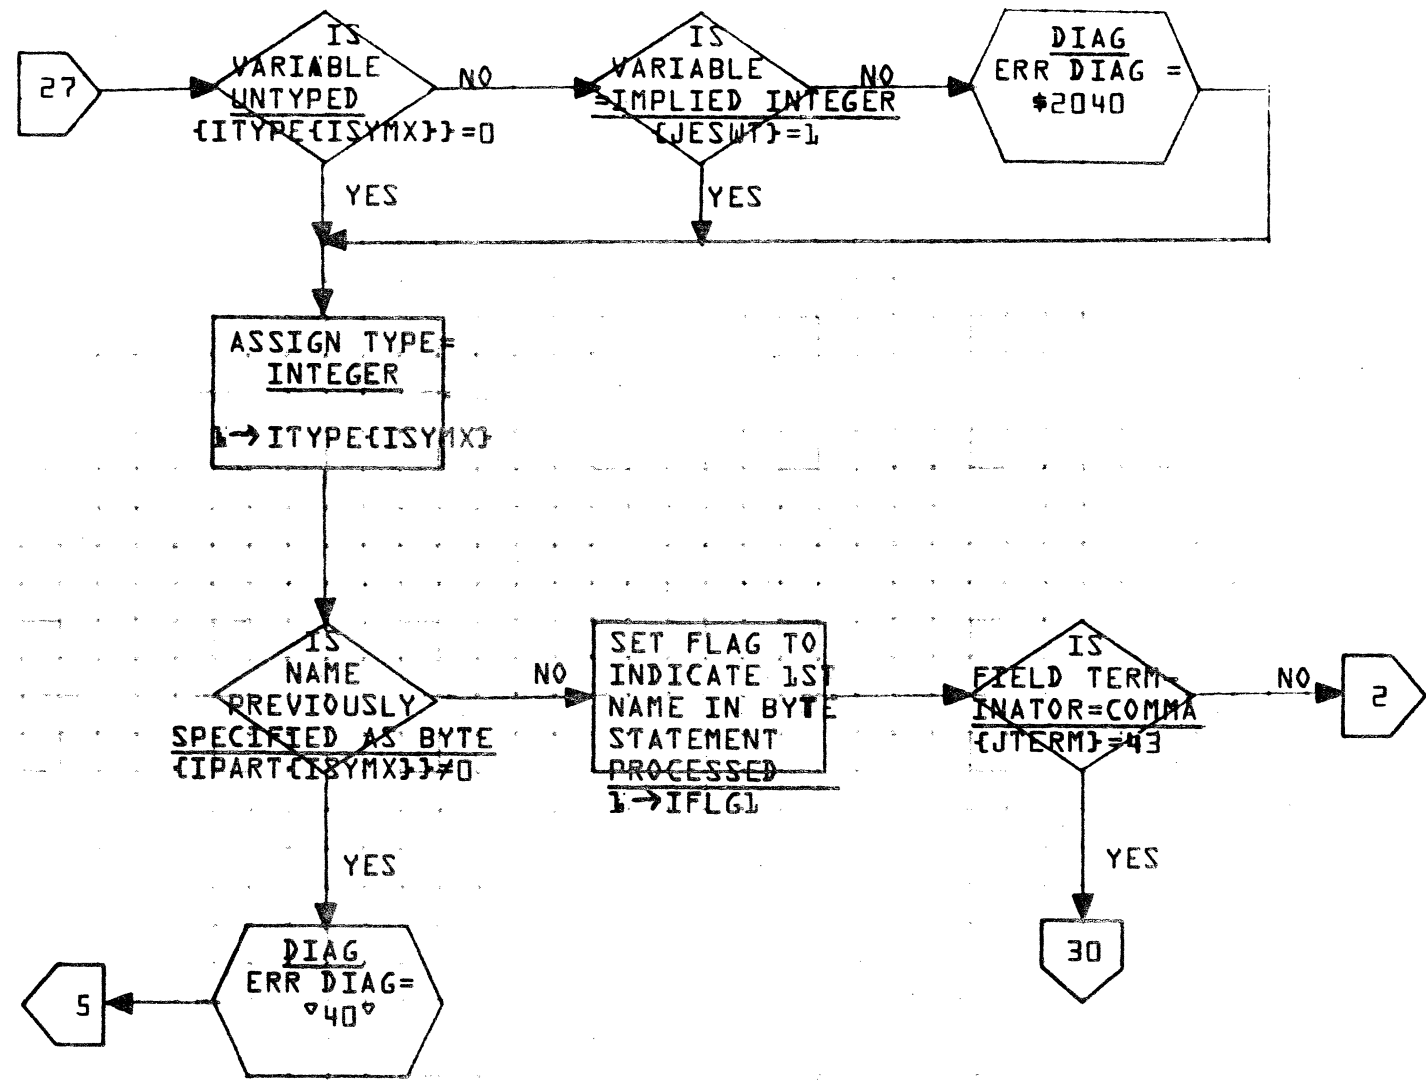 27
IS
VARIABLE
UNTYPED
{ITYPE{ISYMX}}=0
NO
YES
IS
VARIABLE
=IMPLIED INTEGER
{JESWT}=1
NO
YES
DIAG
ERR DIAG =
$2040
ASSIGN TYPE=
INTEGER
1→ITYPE{ISYMX}
IS
NAME
PREVIOUSLY
SPECIFIED AS BYTE
{IPART{ISYMX}}≠0
NO
YES
SET FLAG TO
INDICATE 1ST
NAME IN BYTE
STATEMENT
PROCESSED
1→IFLG1
IS
FIELD TERM-
INATOR=COMMA
{JTERM}=43
NO
2
YES
30
DIAG
ERR DIAG=
▽40▽
5